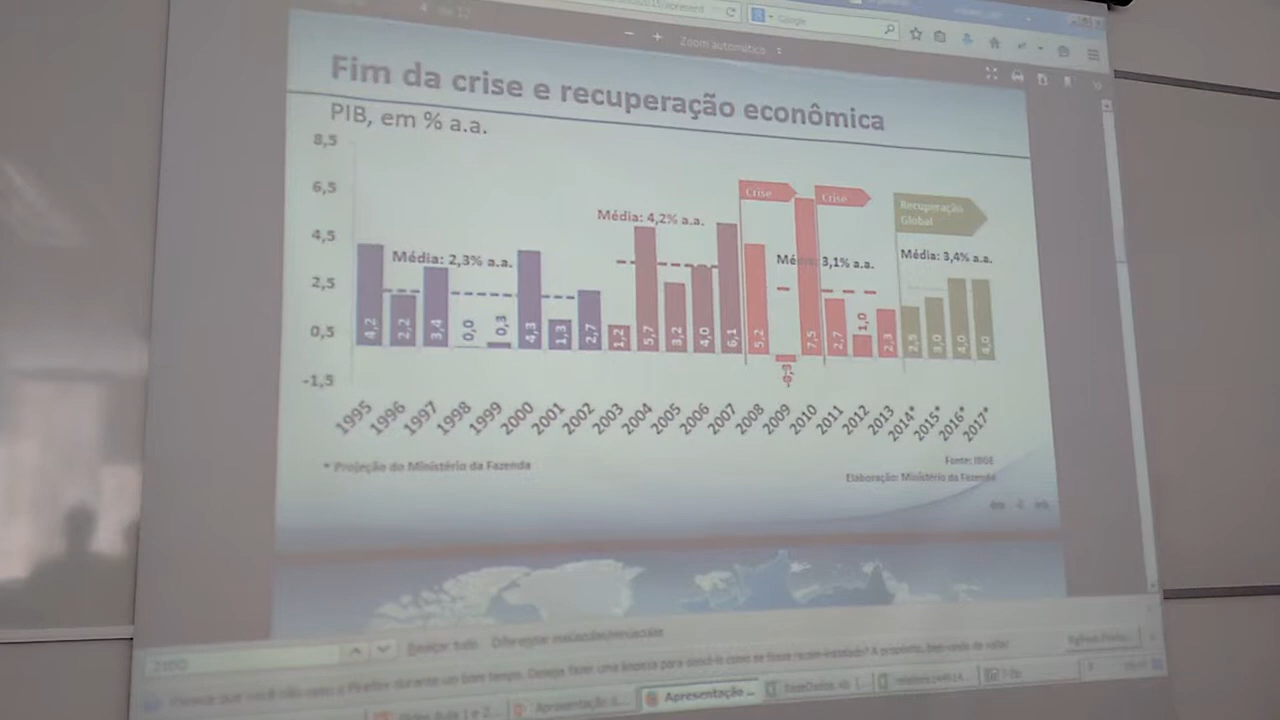 Google
Zoom automático
Fim da crise e recuperação econômica
PIB, em % a.a.
8,5
6,5
4,5
2,5
0,5
-1,5
Média: 2,3% a.a.
Média: 4,2% a.a.
Crise
Crise
3,1% a.a.
Recuperação
Global
Média: 3,4% a.a.
4,2 2,2 3,4 0,0 0,3 4,3 1,3 2,7 1,2 5,7 3,2 4,0 6,1 5,2 7,5 2,7 1,0 2,3 2,5 3,0 4,0 4,0
1995 1996 1997 1998 1999 2000 2001 2002 2003 2004 2005 2006 2007 2008 2009 2010 2011 2012 2013 2014* 2015* 2016* 2017*
* Projeção do Ministério da Fazenda
Fonte: IBGE
Elaboração: Ministério da Fazenda
Realçar tudo Diferenciar maiúsculas/minúsculas
Apresentação ...